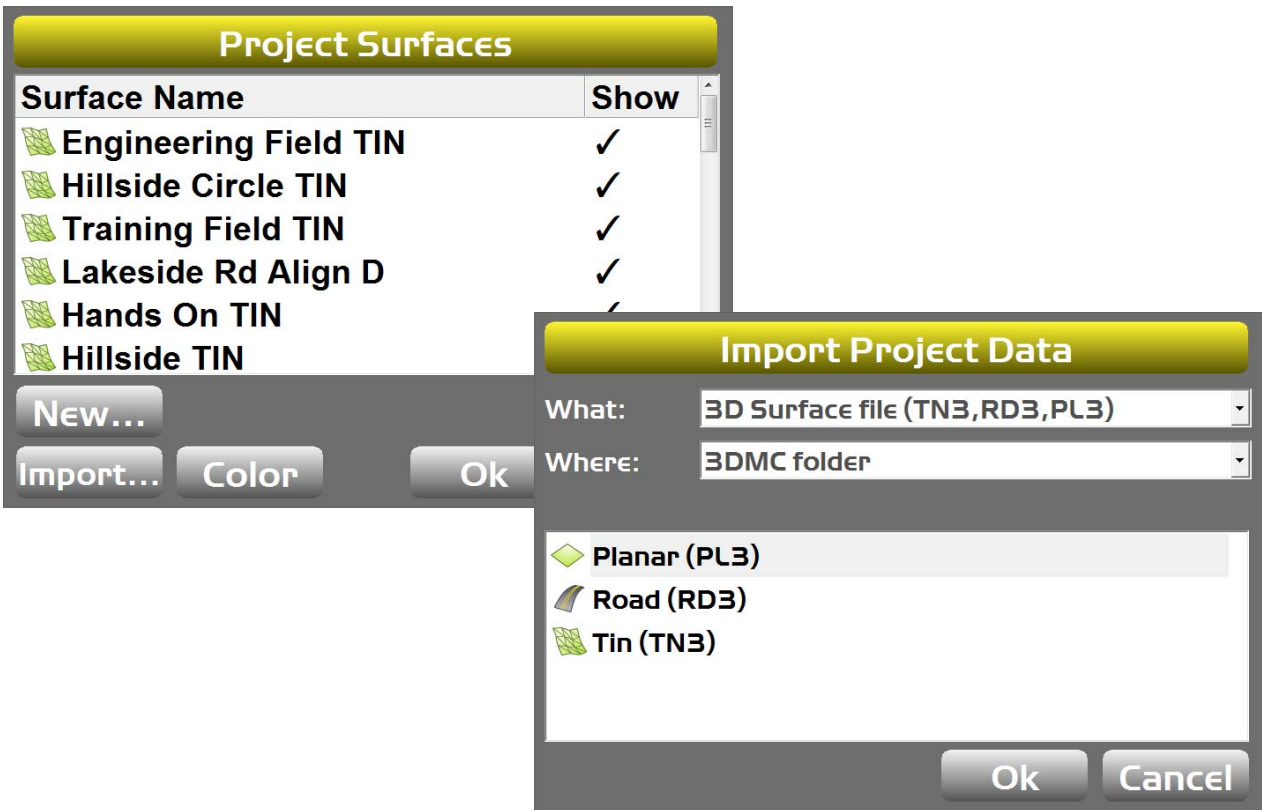 Project Surfaces
Surface Name Show
Engineering Field TIN ✓
Hillside Circle TIN ✓
Training Field TIN ✓
Lakeside Rd Align D ✓
Hands On TIN
Hillside TIN
New...
Import... Color Ok
Import Project Data
What: 3D Surface file (TN3,RD3,PL3)
Where: 3DMC folder
Planar (PL3)
Road (RD3)
Tin (TN3)
Ok Cancel